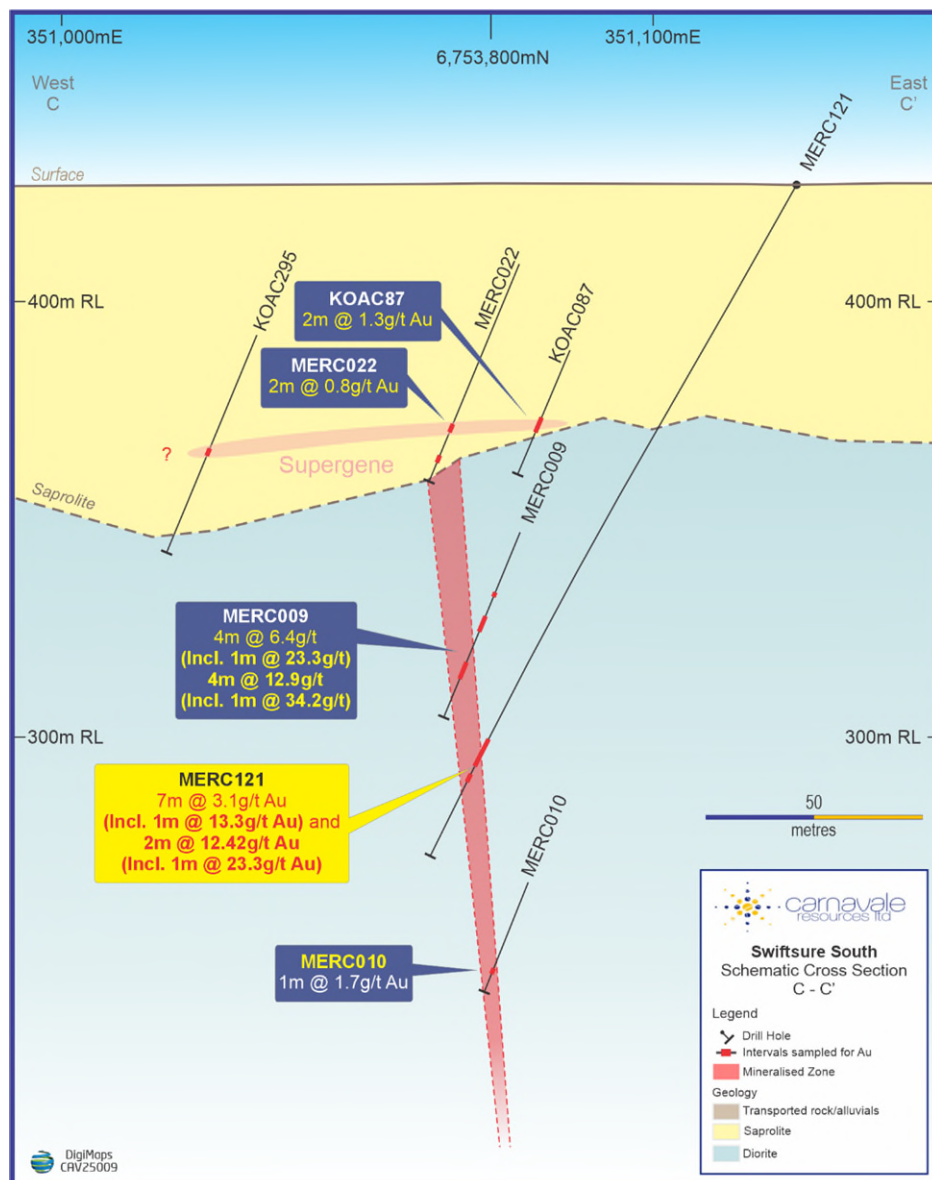 351,000mE
6,753,800mN
351,100mE
West
C
East
C'
MERC121
Surface
400m RL
400m RL
KOAC295
KOAC87
2m @ 1.3g/t Au
MERC022
KOAC087
MERC022
2m @ 0.8g/t Au
?
Supergene
MERC009
Saprolite
MERC009
4m @ 6.4g/t
(Incl. 1m @ 23.3g/t)
4m @ 12.9g/t
(Incl. 1m @ 34.2g/t)
300m RL
300m RL
MERC121
7m @ 3.1g/t Au
(Incl. 1m @ 13.3g/t Au) and
2m @ 12.42g/t Au
(Incl. 1m @ 23.3g/t Au)
50
metres
MERC010
MERC010
1m @ 1.7g/t Au
carnavale
resources ltd
Swiftsure South
Schematic Cross Section
C - C'
Legend
Drill Hole
Intervals sampled for Au
Mineralised Zone
Geology
Transported rock/alluvials
Saprolite
Diorite
DigiMaps
CAV25009